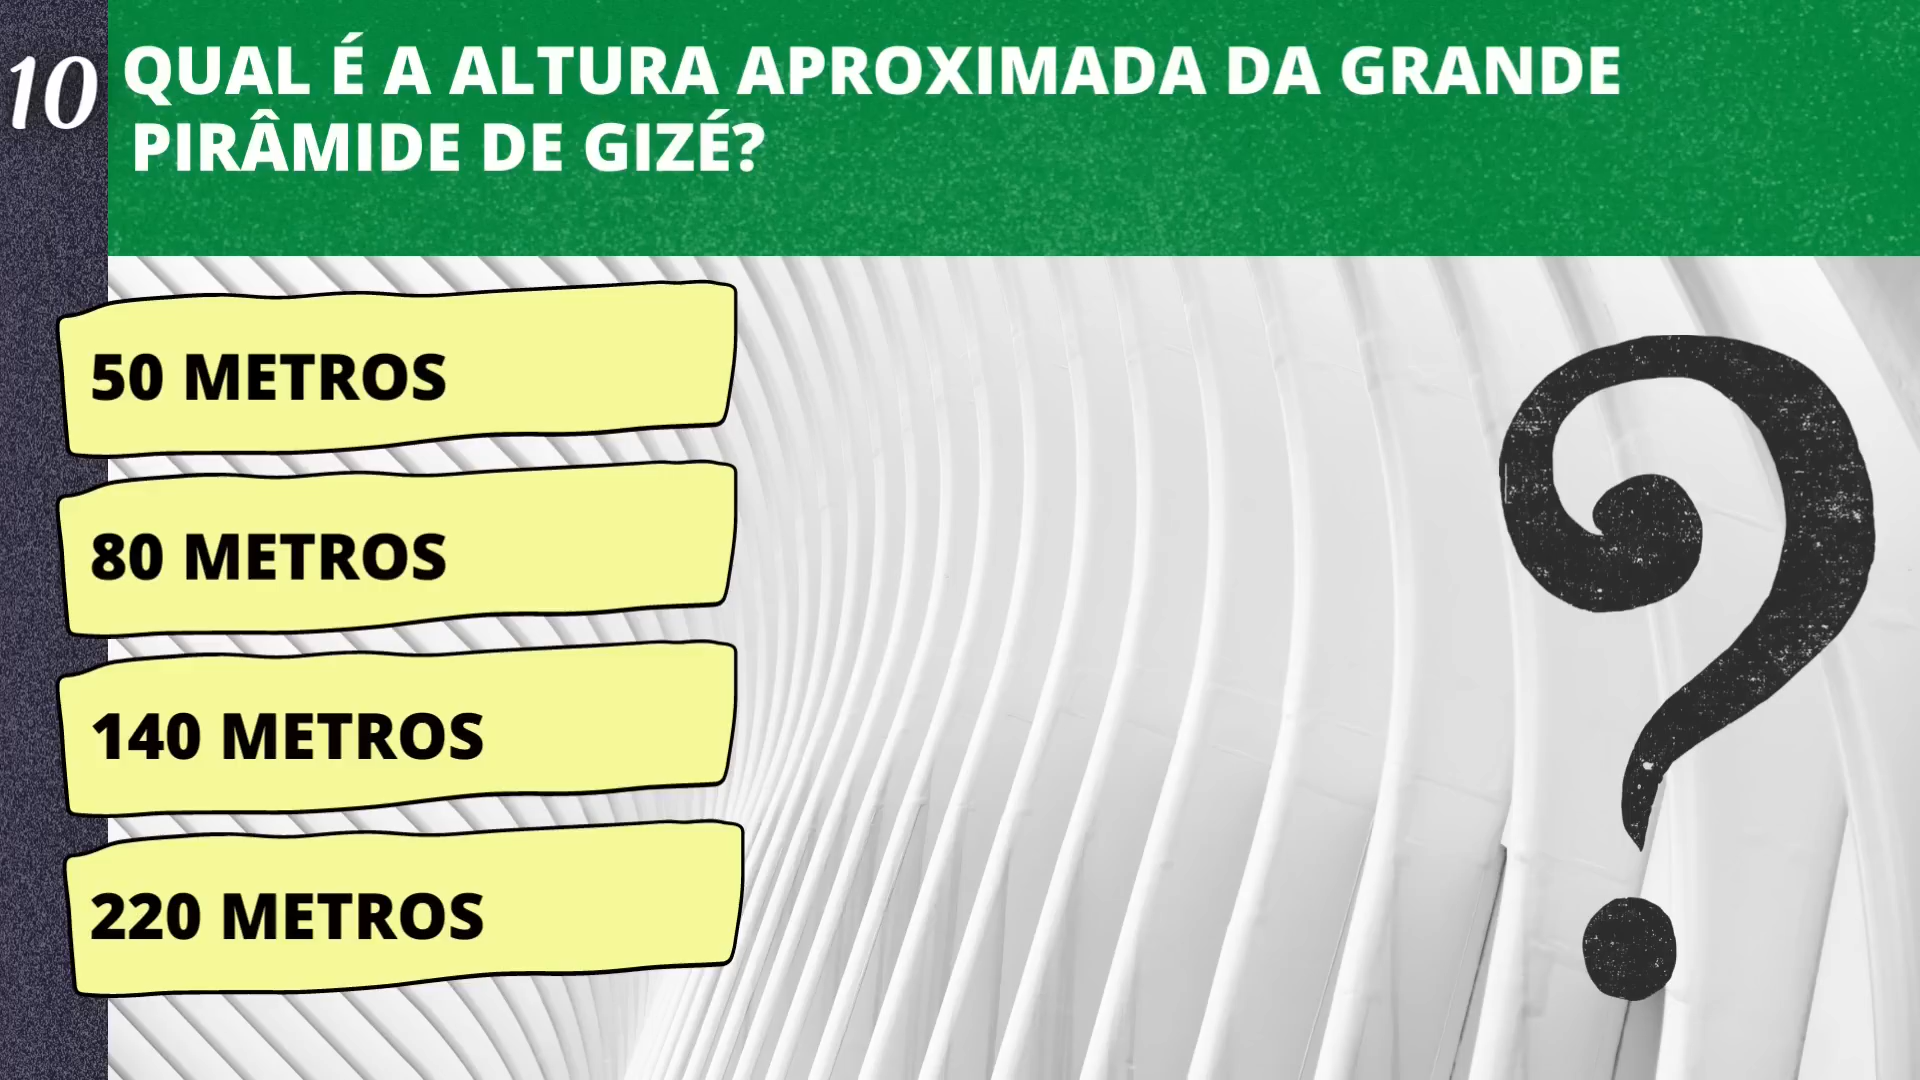 10
QUAL É A ALTURA APROXIMADA DA GRANDE
PIRÂMIDE DE GIZÉ?
50 METROS
80 METROS
140 METROS
220 METROS
?